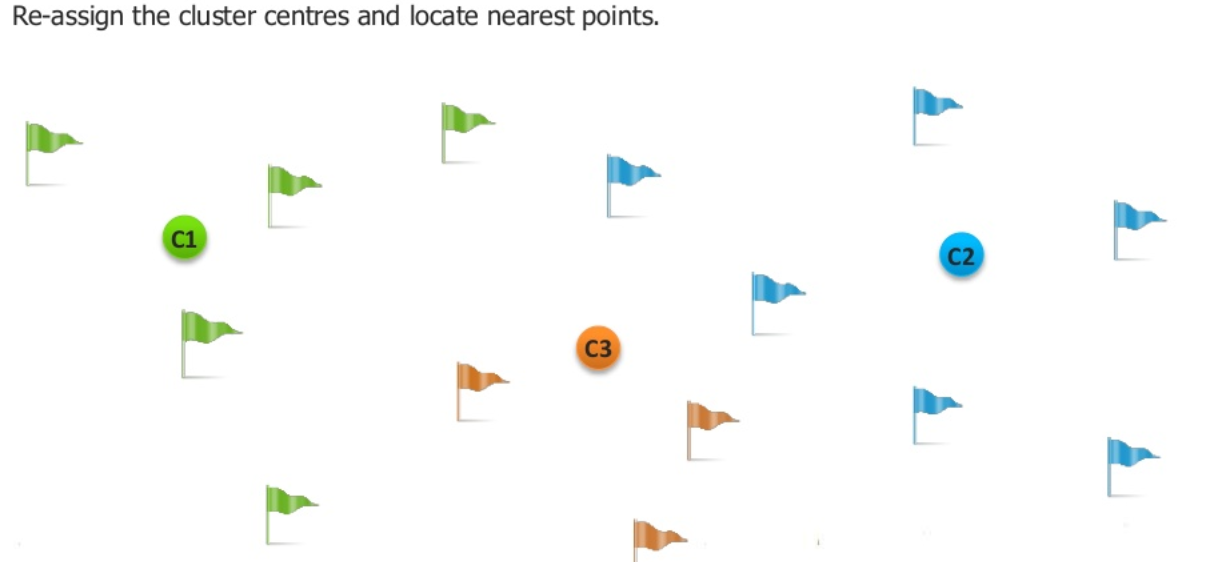 Re-assign the cluster centres and locate nearest points.
C1
C2
C3